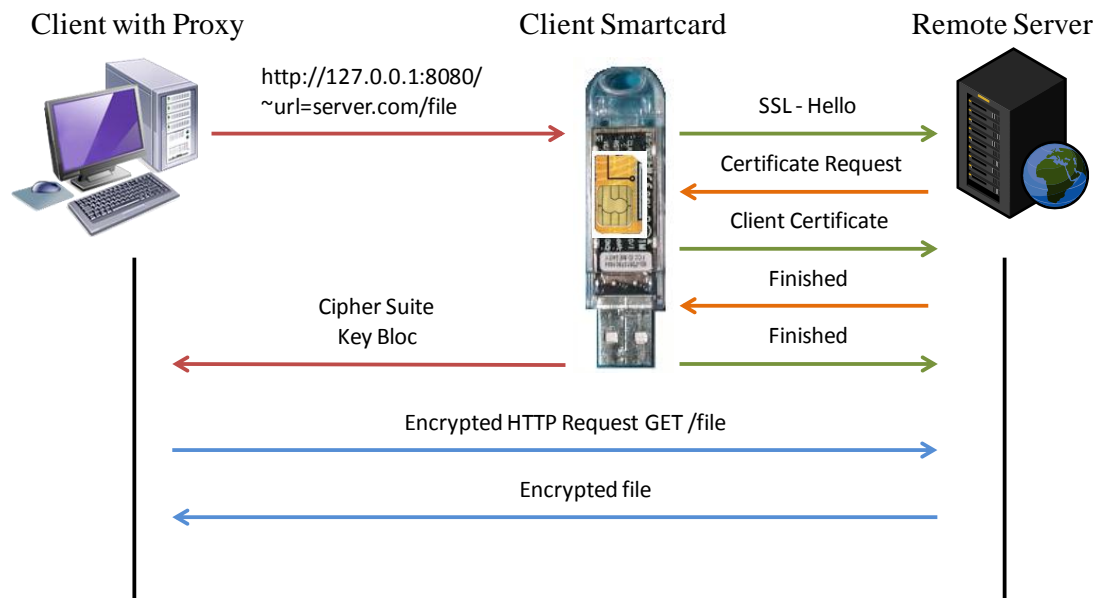 Client with Proxy
Client Smartcard
Remote Server
http://127.0.0.1:8080/
~url=server.com/file
SSL - Hello
Certificate Request
Client Certificate
Finished
Cipher Suite
Key Bloc
Finished
Encrypted HTTP Request GET /file
Encrypted file